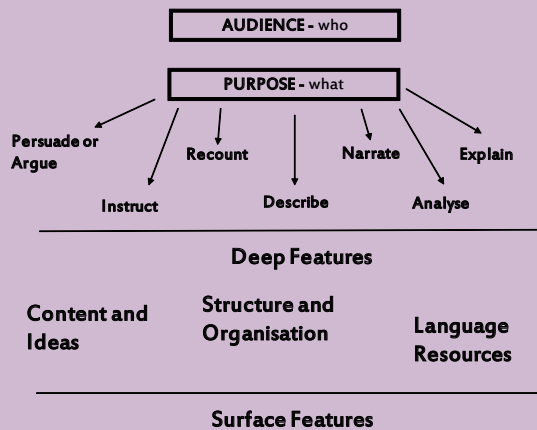 AUDIENCE - who
PURPOSE - what
Persuade or
Argue
Recount
Narrate
Explain
Instruct
Describe
Analyse
Deep Features
Content and
Ideas
Structure and
Organisation
Language
Resources
Surface Features